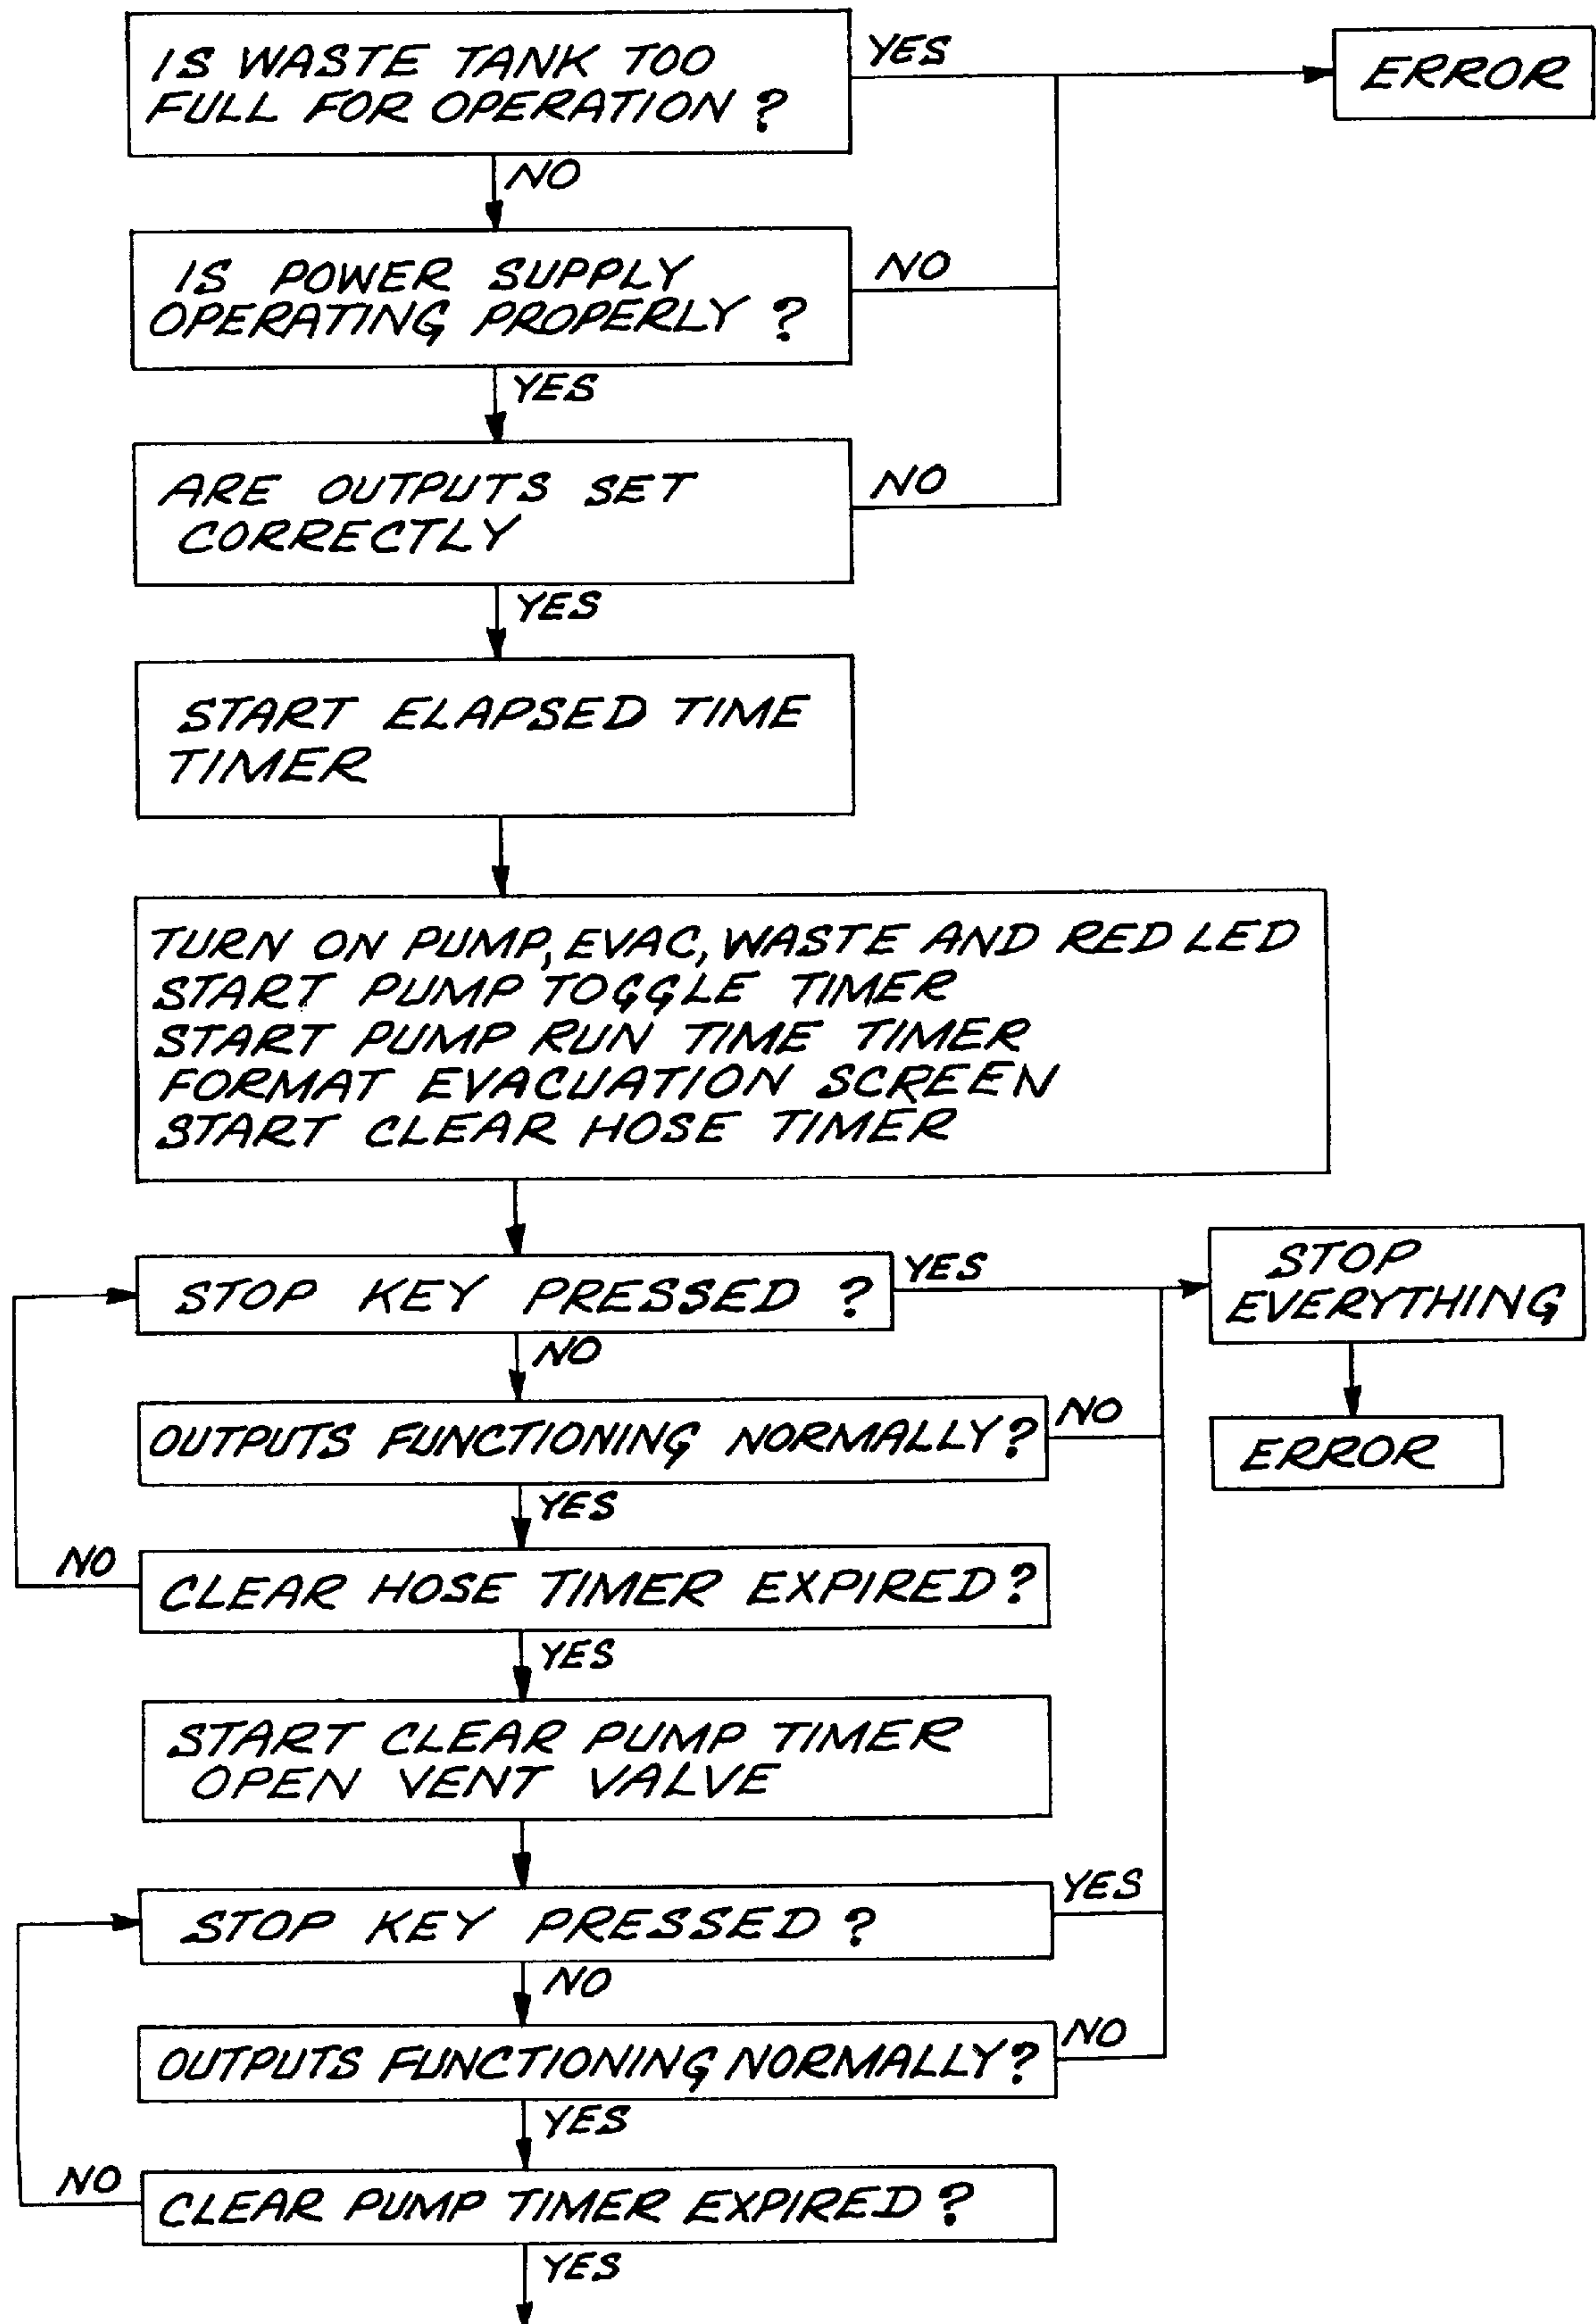 IS WASTE TANK TOO
FULL FOR OPERATION ?
YES
ERROR
NO
IS POWER SUPPLY
OPERATING PROPERLY ?
NO
YES
ARE OUTPUTS SET
CORRECTLY
NO
YES
START ELAPSED TIME
TIMER
TURN ON PUMP, EVAC, WASTE AND RED LED
START PUMP TOGGLE TIMER
START PUMP RUN TIME TIMER
FORMAT EVACUATION SCREEN
START CLEAR HOSE TIMER
STOP KEY PRESSED ?
YES
STOP
EVERYTHING
NO
OUTPUTS FUNCTIONING NORMALLY ?
NO
ERROR
YES
NO
CLEAR HOSE TIMER EXPIRED ?
YES
START CLEAR PUMP TIMER
OPEN VENT VALVE
STOP KEY PRESSED ?
YES
NO
OUTPUTS FUNCTIONING NORMALLY ?
NO
YES
NO
CLEAR PUMP TIMER EXPIRED ?
YES